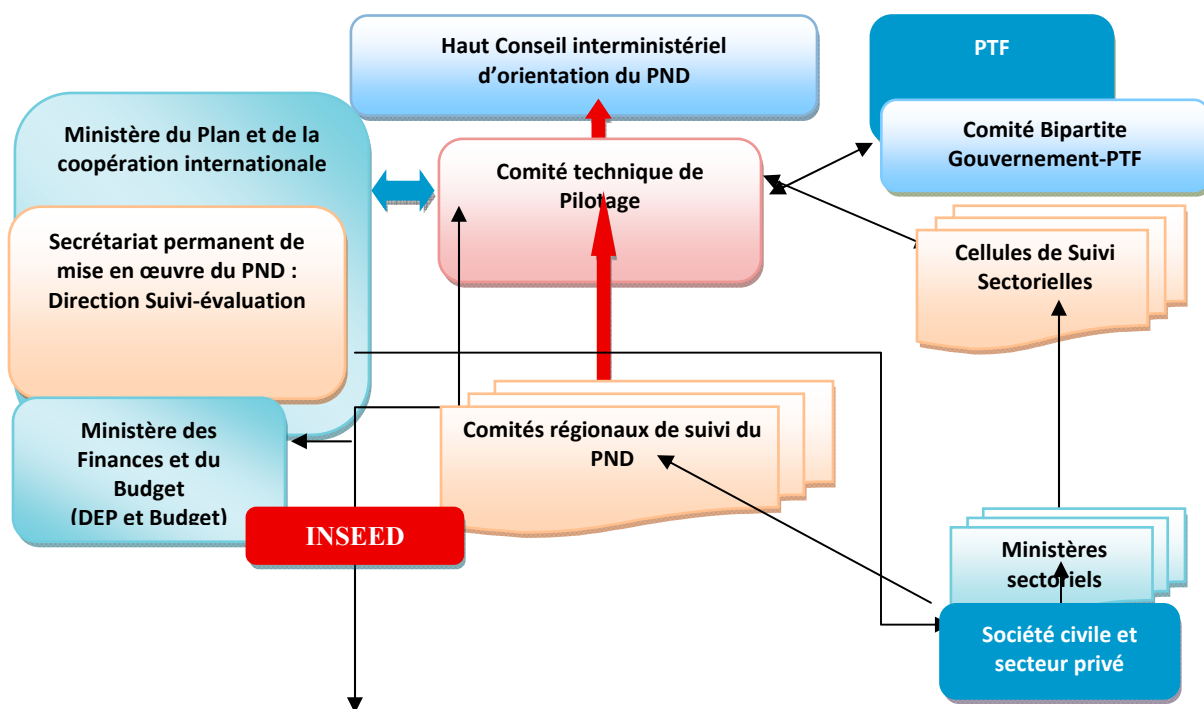 Haut Conseil interministériel
d’orientation du PND
PTF
Comité Bipartite
Gouvernement-PTF
Ministère du Plan et de la
coopération internationale
Comité technique de
Pilotage
Secrétariat permanent de
mise en œuvre du PND :
Direction Suivi-évaluation
Cellules de Suivi
Sectorielles
Ministère des
Finances et du
Budget
(DEP et Budget)
Comités régionaux de suivi du
PND
INSEED
Ministères
sectoriels
Société civile et
secteur privé